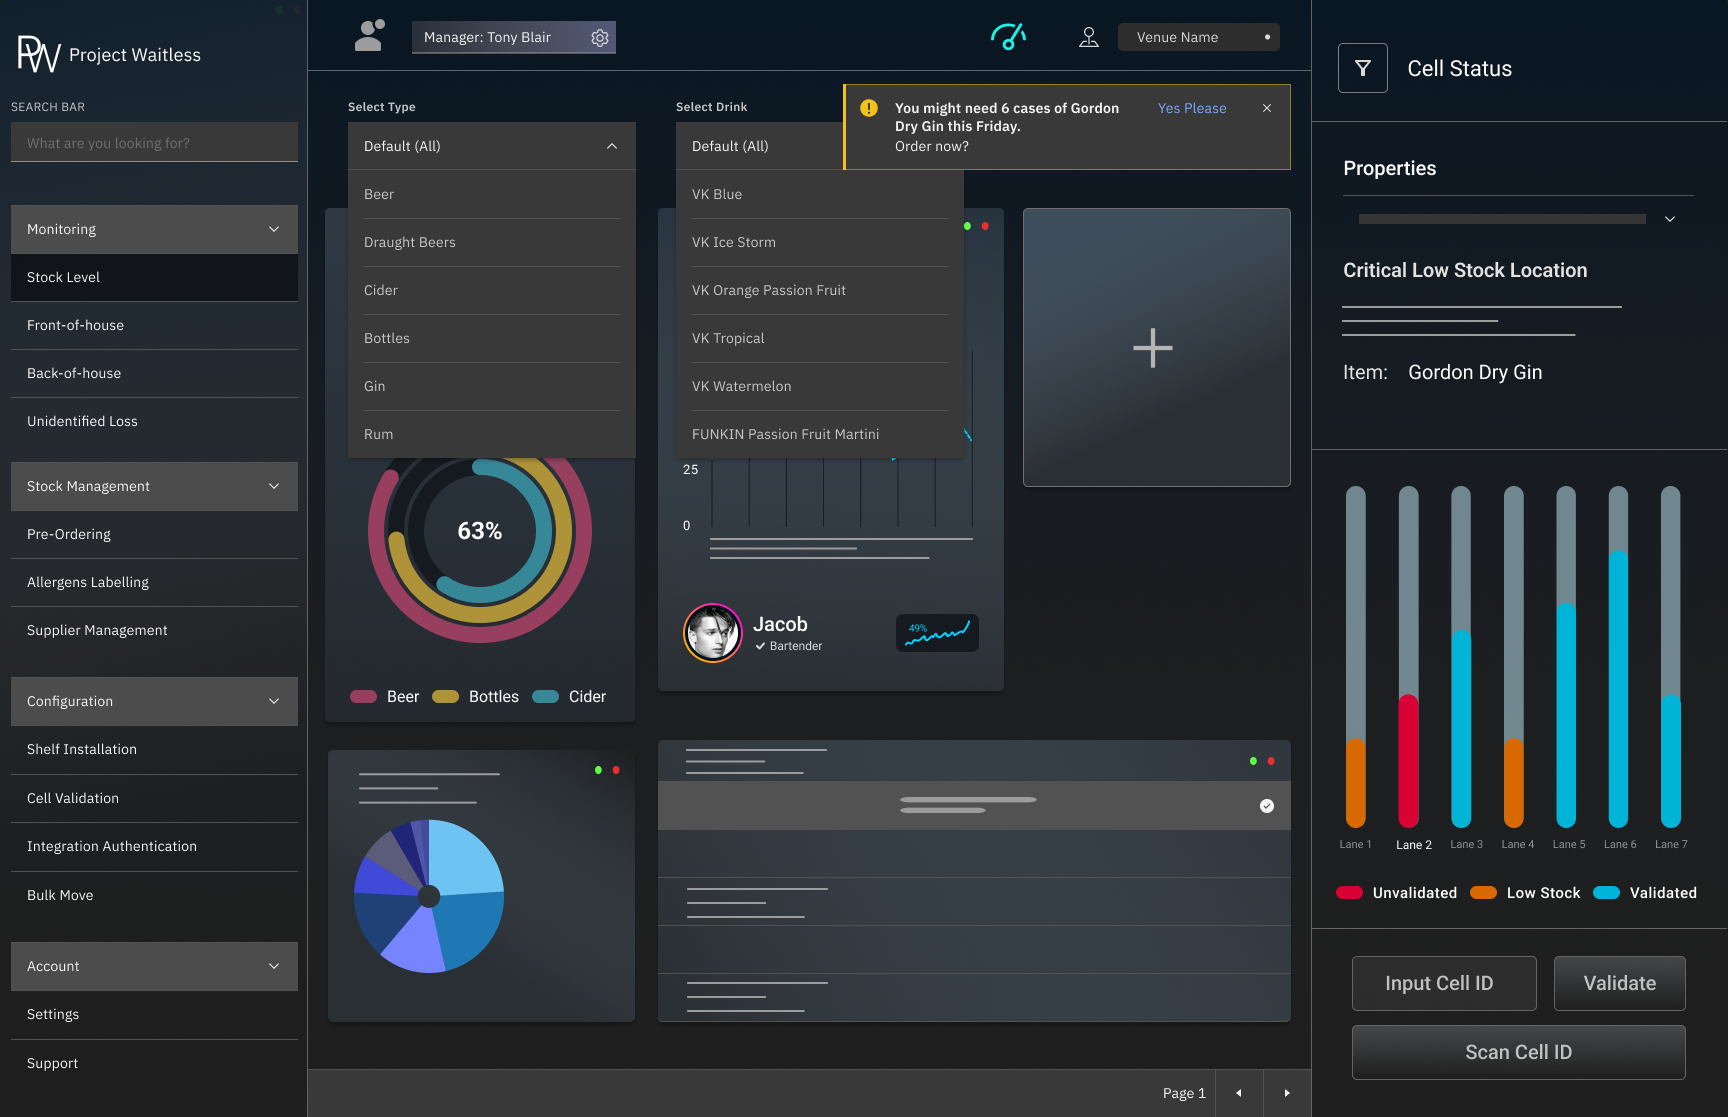 PW Project Waitless
SEARCH BAR
What are you looking for?
Monitoring
Stock Level
Front-of-house
Back-of-house
Unidentified Loss
Stock Management
Pre-Ordering
Allergens Labelling
Supplier Management
Configuration
Shelf Installation
Cell Validation
Integration Authentication
Bulk Move
Account
Settings
Support
Manager: Tony Blair
Venue Name
Select Type
Default (All)
Beer
Draught Beers
Cider
Bottles
Gin
Rum
Select Drink
Default (All)
VK Blue
VK Ice Storm
VK Orange Passion Fruit
VK Tropical
VK Watermelon
FUNKIN Passion Fruit Martini
You might need 6 cases of Gordon
Dry Gin this Friday.
Order now?
Yes Please
63%
Beer Bottles Cider
25
0
Jacob
Bartender
49%
Page 1
Cell Status
Properties
Critical Low Stock Location
Item: Gordon Dry Gin
Lane 1 Lane 2 Lane 3 Lane 4 Lane 5 Lane 6 Lane 7
Unvalidated Low Stock Validated
Input Cell ID
Validate
Scan Cell ID